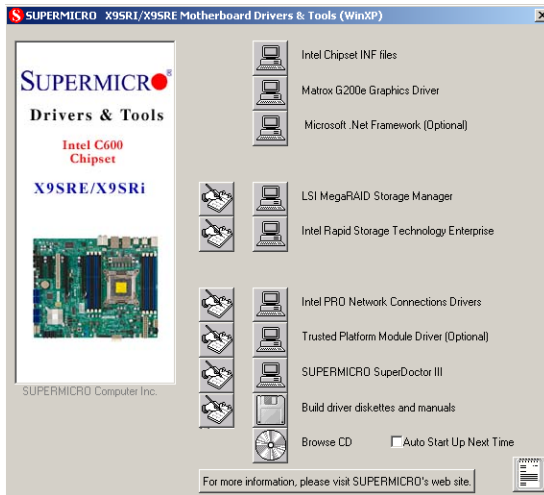 SUPERMICRO X9SRI/X9SRE Motherboard Drivers & Tools (WinXP)
SUPERMICRO®
Drivers & Tools
Intel C600
Chipset
X9SRE/X9SRi
SUPERMICRO Computer Inc.
Intel Chipset INF files
Matrox G200e Graphics Driver
Microsoft .Net Framework (Optional)
LSI MegaRAID Storage Manager
Intel Rapid Storage Technology Enterprise
Intel PRO Network Connections Drivers
Trusted Platform Module Driver (Optional)
SUPERMICRO SuperDoctor III
Build driver diskettes and manuals
Browse CD Auto Start Up Next Time
For more information, please visit SUPERMICRO's web site.